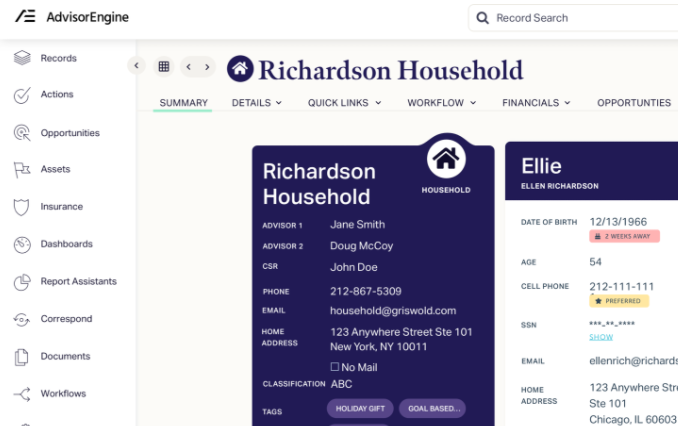 AdvisorEngine
Record Search
Records
Actions
Opportunities
Assets
Insurance
Dashboards
Report Assistants
Correspond
Documents
Workflows
Richardson Household
SUMMARY DETAILS QUICK LINKS WORKFLOW FINANCIALS OPPORTUNTIES
Richardson
Household
HOUSEHOLD
ADVISOR 1 Jane Smith
ADVISOR 2 Doug McCoy
CSR John Doe
PHONE 212-867-5309
EMAIL household@griswold.com
HOME ADDRESS 123 Anywhere Street Ste 101
New York, NY 10011
No Mail
CLASSIFICATION ABC
TAGS HOLIDAY GIFT GOAL BASED...
Ellie
ELLEN RICHARDSON
DATE OF BIRTH 12/13/1966
2 WEEKS AWAY
AGE 54
CELL PHONE 212-111-111
PREFERRED
SSN ***-**-****
SHOW
EMAIL ellenrich@richards
HOME ADDRESS 123 Anywhere Stre
Ste 101
Chicago, IL 60603